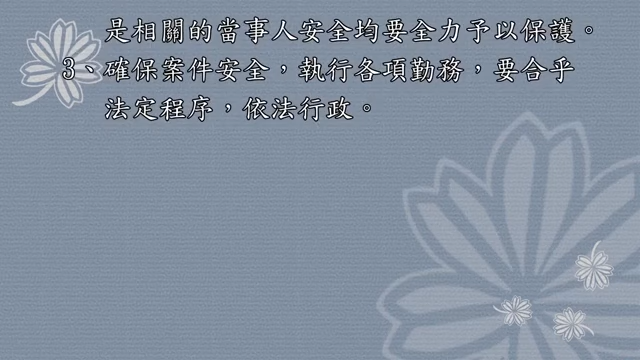 是相關的當事人安全均要全力予以保護。
3、確保案件安全，執行各項勤務，要合乎
法定程序，依法行政。